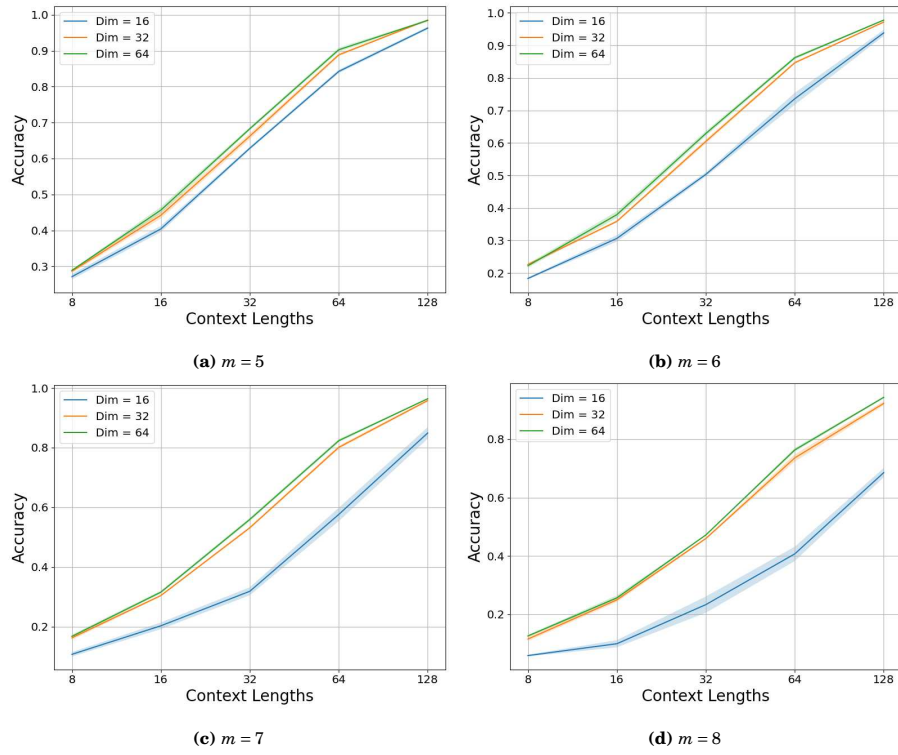 1.0
0.9
0.8
0.7
0.6
0.5
0.4
0.3
Accuracy
Dim = 16
Dim = 32
Dim = 64
8 16 32 64 128
Context Lengths
(a) m = 5
1.0
0.9
0.8
0.7
0.6
0.5
0.4
0.3
0.2
Accuracy
Dim = 16
Dim = 32
Dim = 64
8 16 32 64 128
Context Lengths
(b) m = 6
1.0
0.8
0.6
0.4
0.2
Accuracy
Dim = 16
Dim = 32
Dim = 64
8 16 32 64 128
Context Lengths
(c) m = 7
0.8
0.6
0.4
0.2
Accuracy
Dim = 16
Dim = 32
Dim = 64
8 16 32 64 128
Context Lengths
(d) m = 8